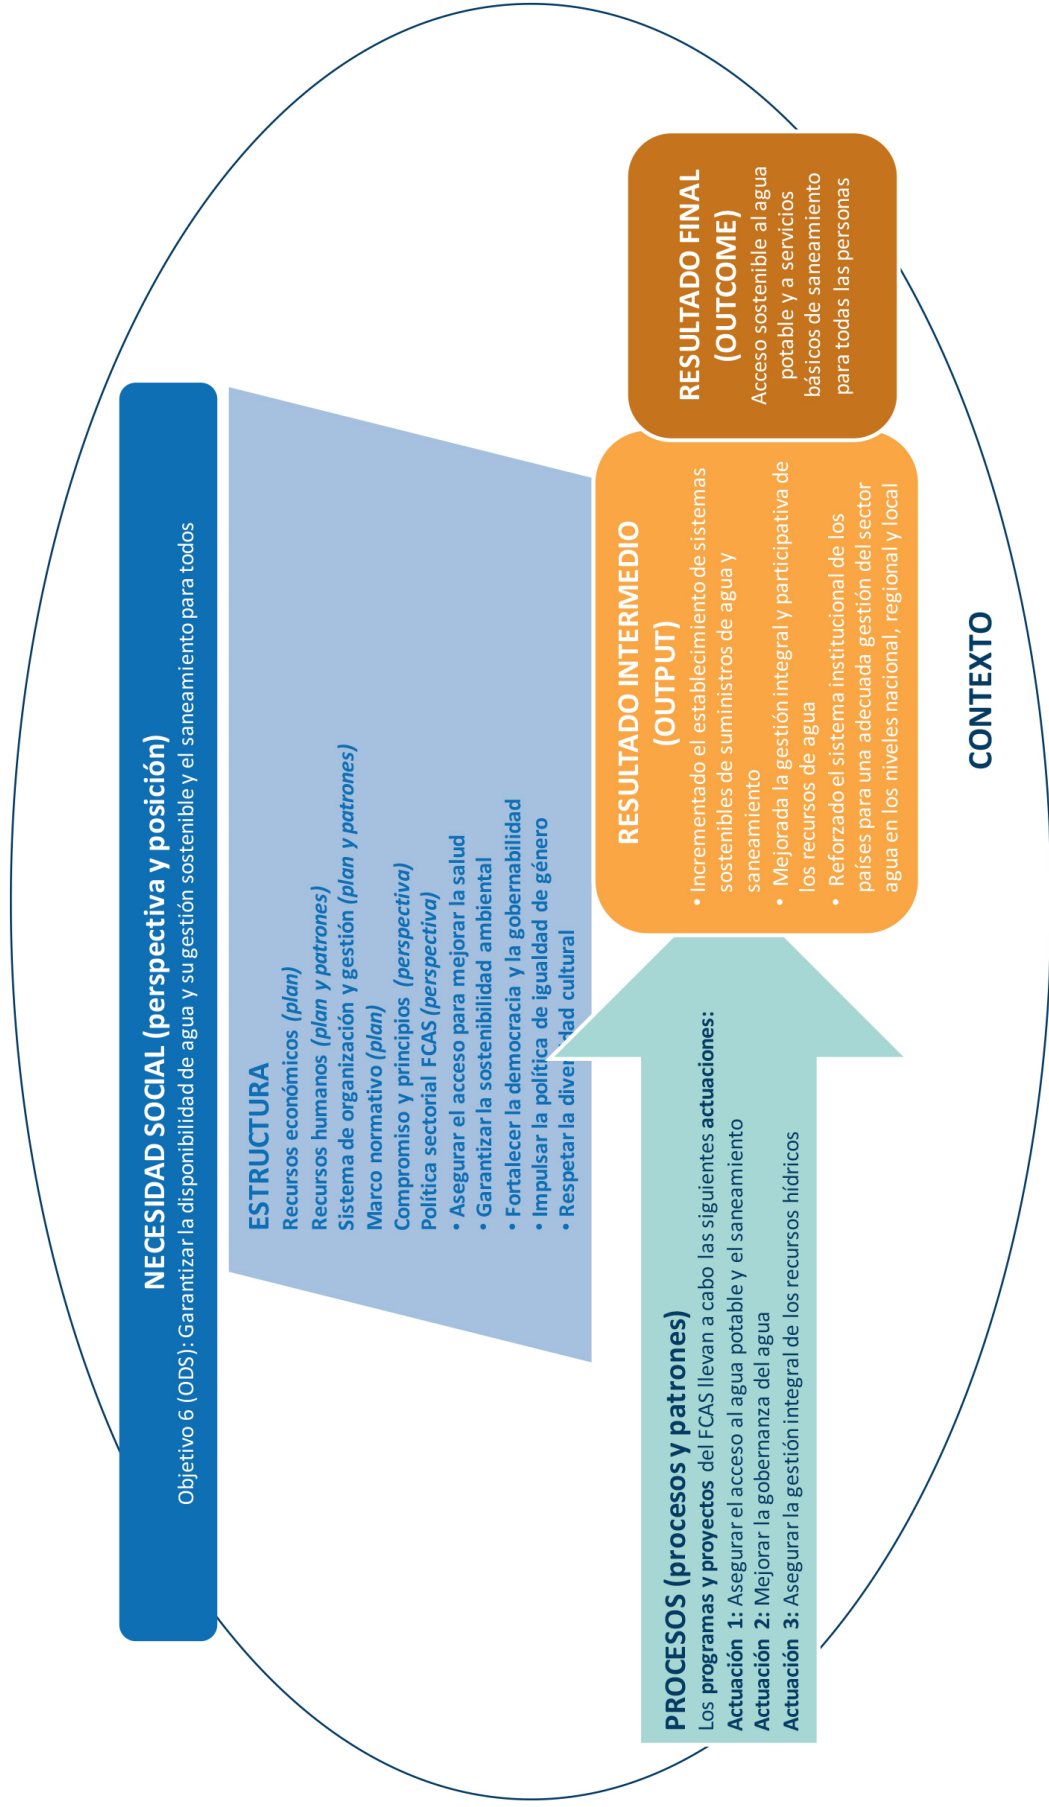 NECESIDAD SOCIAL (perspectiva y posición)
Objetivo 6 (ODS): Garantizar la disponibilidad de agua y su gestión sostenible y el saneamiento para todos
ESTRUCTURA
Recursos económicos (plan)
Recursos humanos (plan y patrones)
Sistema de organización y gestión (plan y patrones)
Marco normativo (plan)
Compromiso y principios (perspectiva)
Política sectorial FCAS (perspectiva)
• Asegurar el acceso para mejorar la salud
• Garantizar la sostenibilidad ambiental
• Fortalecer la democracia y la gobernabilidad
• Impulsar la política de igualdad de género
• Respetar la diversidad cultural
PROCESOS (procesos y patrones)
Los programas y proyectos del FCAS llevan a cabo las siguientes actuaciones:
Actuación 1: Asegurar el acceso al agua potable y el saneamiento
Actuación 2: Mejorar la gobernanza del agua
Actuación 3: Asegurar la gestión integral de los recursos hídricos
RESULTADO INTERMEDIO
(OUTPUT)
• Incrementado el establecimiento de sistemas
sostenibles de suministros de agua y
saneamiento
• Mejorada la gestión integral y participativa de
los recursos de agua
• Reforzado el sistema institucional de los
países para una adecuada gestión del sector
agua en los niveles nacional, regional y local
RESULTADO FINAL
(OUTCOME)
Acceso sostenible al agua
potable y a servicios
básicos de saneamiento
para todas las personas
CONTEXTO